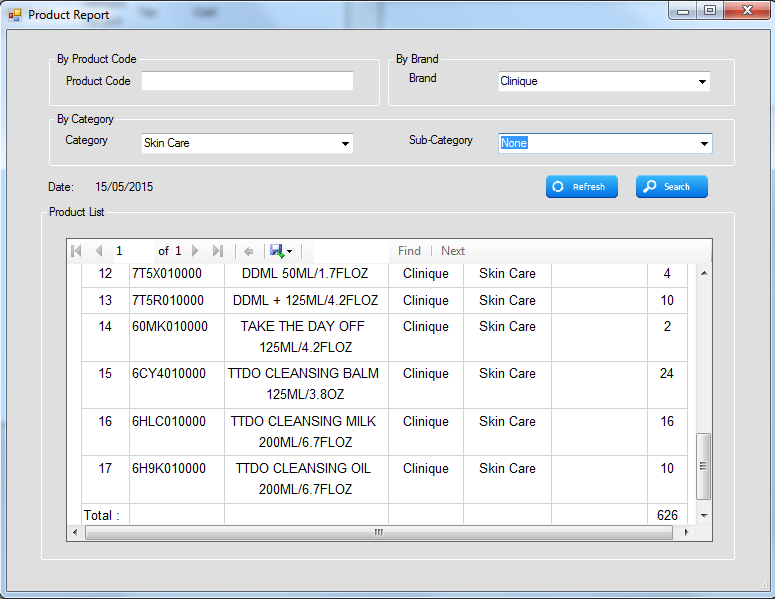 Product Report
By Product Code
Product Code
By Brand
Brand Clinique
By Category
Category Skin Care
Sub-Category None
Date: 15/05/2015
Refresh Search
Product List
1 of 1 Find | Next
12 7T5X010000 DDML 50ML/1.7FLOZ Clinique Skin Care 4
13 7T5R010000 DDML + 125ML/4.2FLOZ Clinique Skin Care 10
14 60MK010000 TAKE THE DAY OFF Clinique Skin Care 2
125ML/4.2FLOZ
15 6CY4010000 TTDO CLEANSING BALM Clinique Skin Care 24
125ML/3.8OZ
16 6HLC010000 TTDO CLEANSING MILK Clinique Skin Care 16
200ML/6.7FLOZ
17 6H9K010000 TTDO CLEANSING OIL Clinique Skin Care 10
200ML/6.7FLOZ
Total : 626